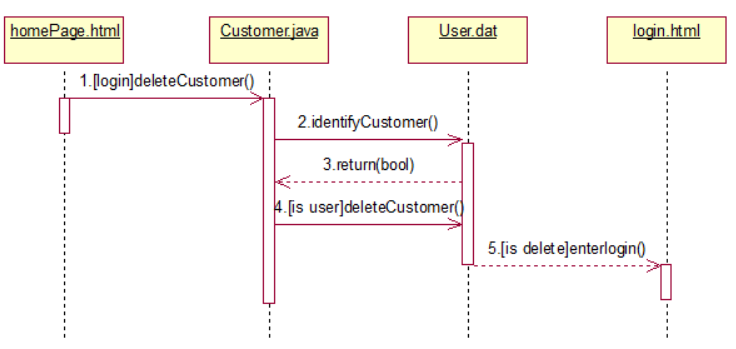 homePage.html
Customer.java
User.dat
login.html
1.[login]deleteCustomer()
2.identifyCustomer()
3.return(bool)
4.[is user]deleteCustomer()
5.[is delete]enterlogin()